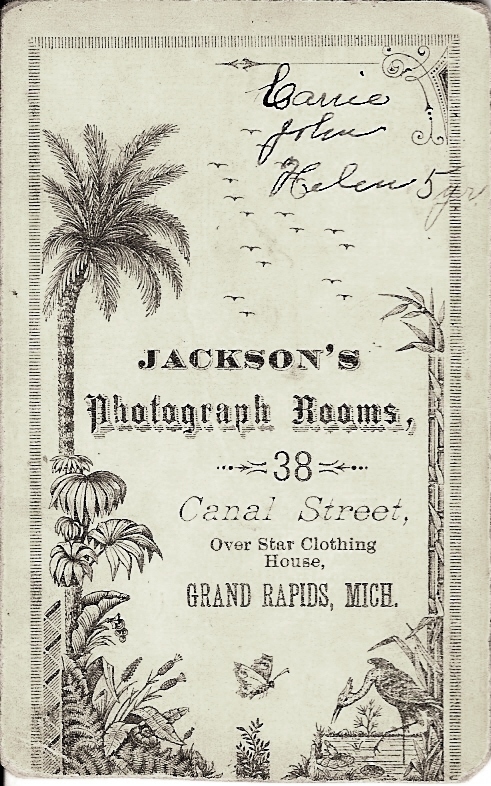 Carrie
John
Helen 5 yr
JACKSON'S
Photograph Rooms,
38
Canal Street,
Over Star Clothing
House,
GRAND RAPIDS, MICH.